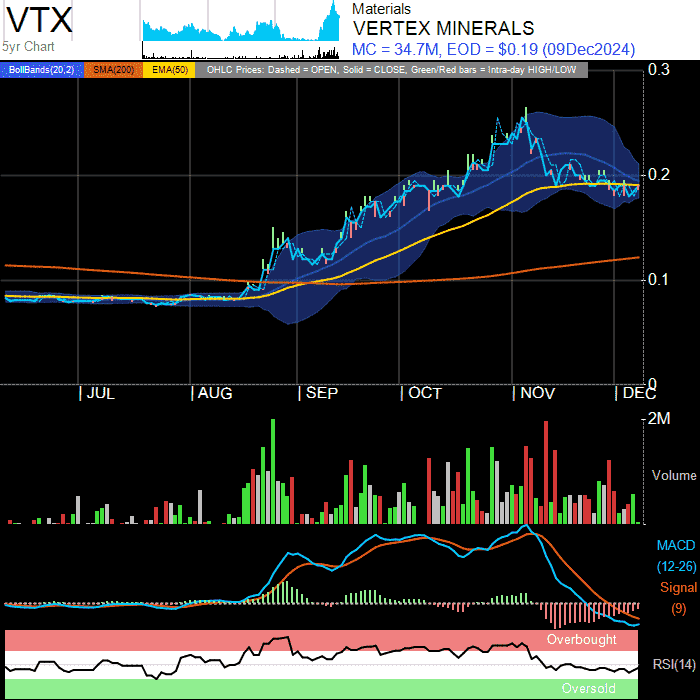 VTX
5yr Chart
Materials
VERTEX MINERALS
MC = 34.7M, EOD = $0.19 (09Dec2024)
BollBands(20,2) SMA(200) EMA(50) OHLC Prices: Dashed = OPEN, Solid = CLOSE, Green/Red bars = Intra-day HIGH/LOW
0.3
0.2
0.1
0
| JUL | AUG | SEP | OCT | NOV | DEC
2M
Volume
MACD
(12-26)
Signal
(9)
Overbought
RSI(14)
Oversold